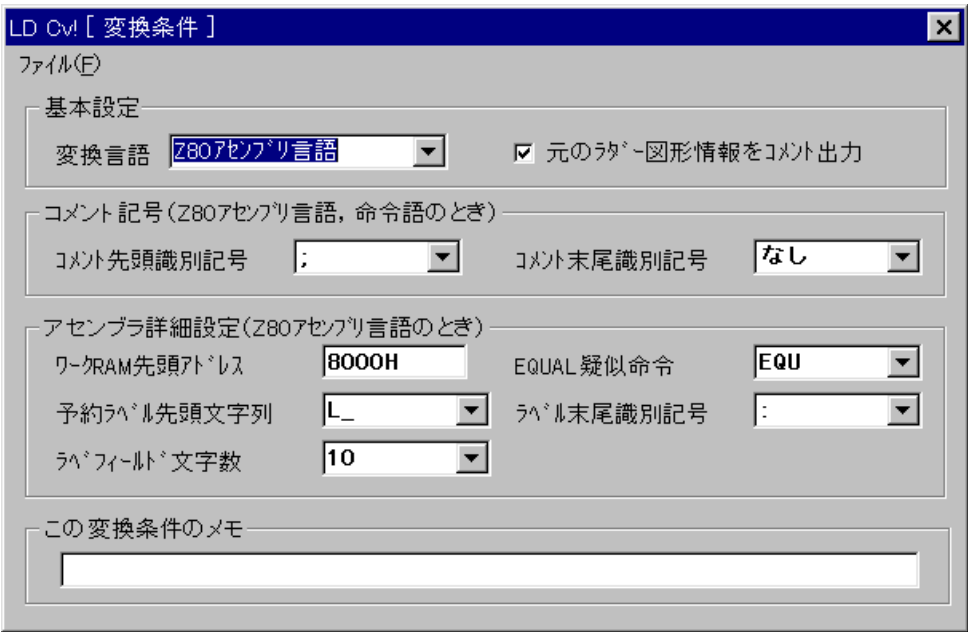 LD Cv! [ 変換条件 ]
ﾌｧｲﾙ(F)
基本設定
変換言語 Z80ｱｾﾝﾌﾞﾘ言語 元のﾗﾀﾞｰ図形情報をｺﾒﾝﾄ出力
コメント記号(Z80ｱｾﾝﾌﾞﾘ言語, 命令語のとき)
ｺﾒﾝﾄ先頭識別記号 ; ｺﾒﾝﾄ末尾識別記号 なし
アセンブラ詳細設定(Z80ｱｾﾝﾌﾞﾘ言語のとき)
ﾜｰｸRAM先頭ｱﾄﾞﾚｽ 8000H EQUAL疑似命令 EQU
予約ﾗﾍﾞﾙ先頭文字列 L_ ﾗﾍﾞﾙ末尾識別記号 :
ﾗﾍﾞﾌｨｰﾙﾄﾞ文字数 10
この変換条件のメモ